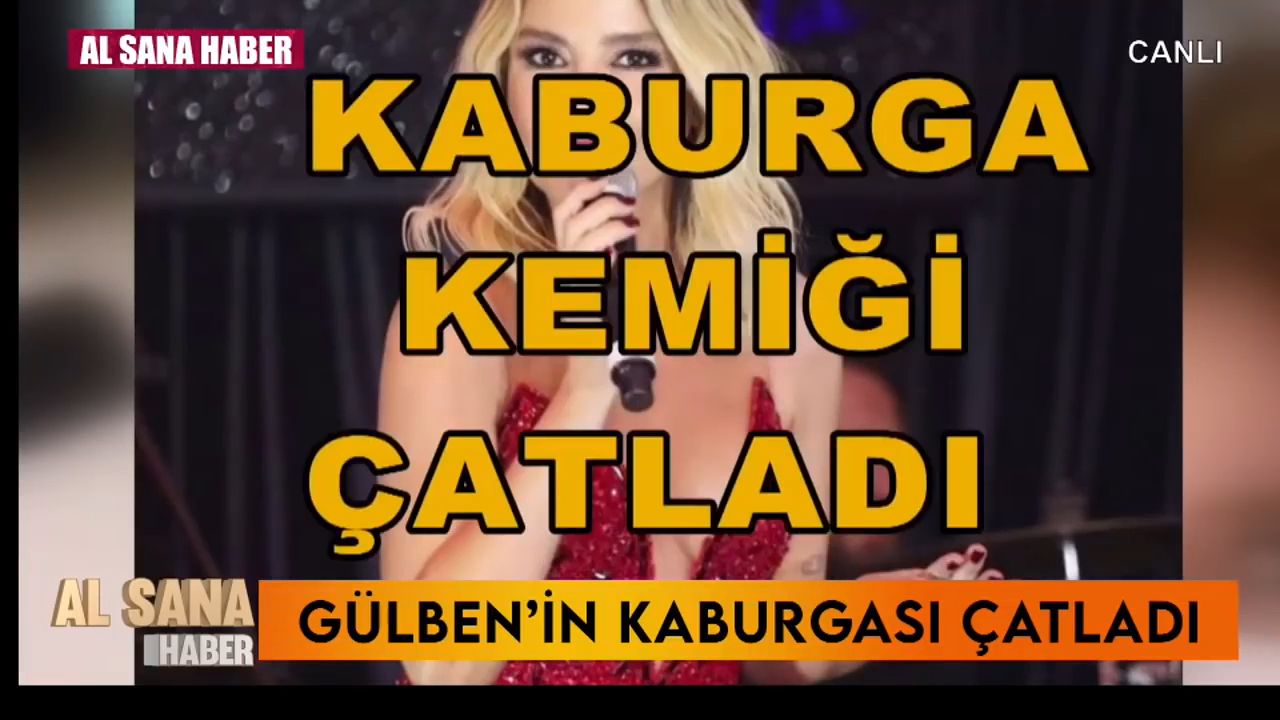 AL SANA HABER
CANLI
KABURGA
KEMİĞİ
ÇATLADI
AL SANA
HABER
GÜLBEN'İN KABURGASI ÇATLADI